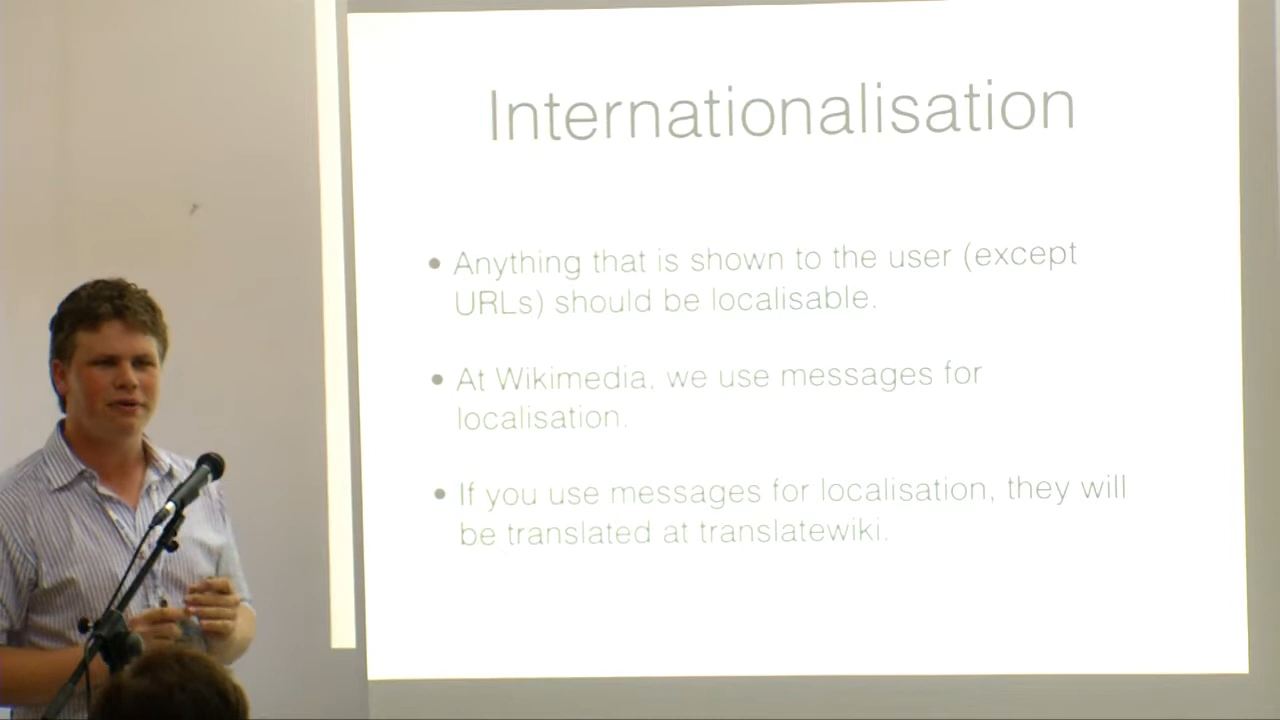 Internationalisation
• Anything that is shown to the user (except
URLs) should be localisable.
• At Wikimedia, we use messages for
localisation.
• If you use messages for localisation, they will
be translated at translatewiki.